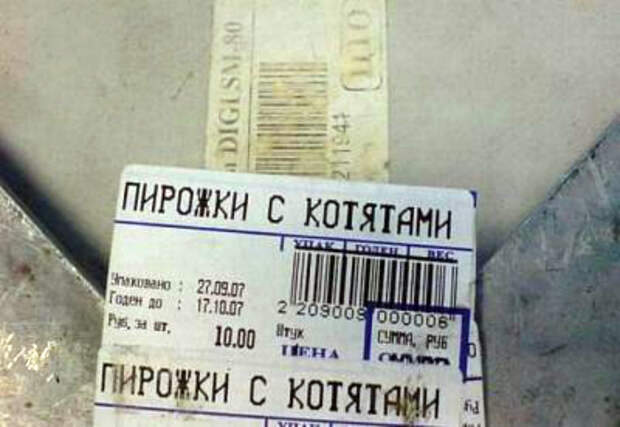 DIGI SM-80
211941
ПИРОЖКИ С КОТЯТАМИ
УПАК ГОДЕН ВЕС
Упаковано : 27.09.07
Годен до : 17.10.07
2 209009 000006
Руб. за шт. 10.00 Штук СУММА, РУБ
ЦЕНА
ПИРОЖКИ С КОТЯТАМИ